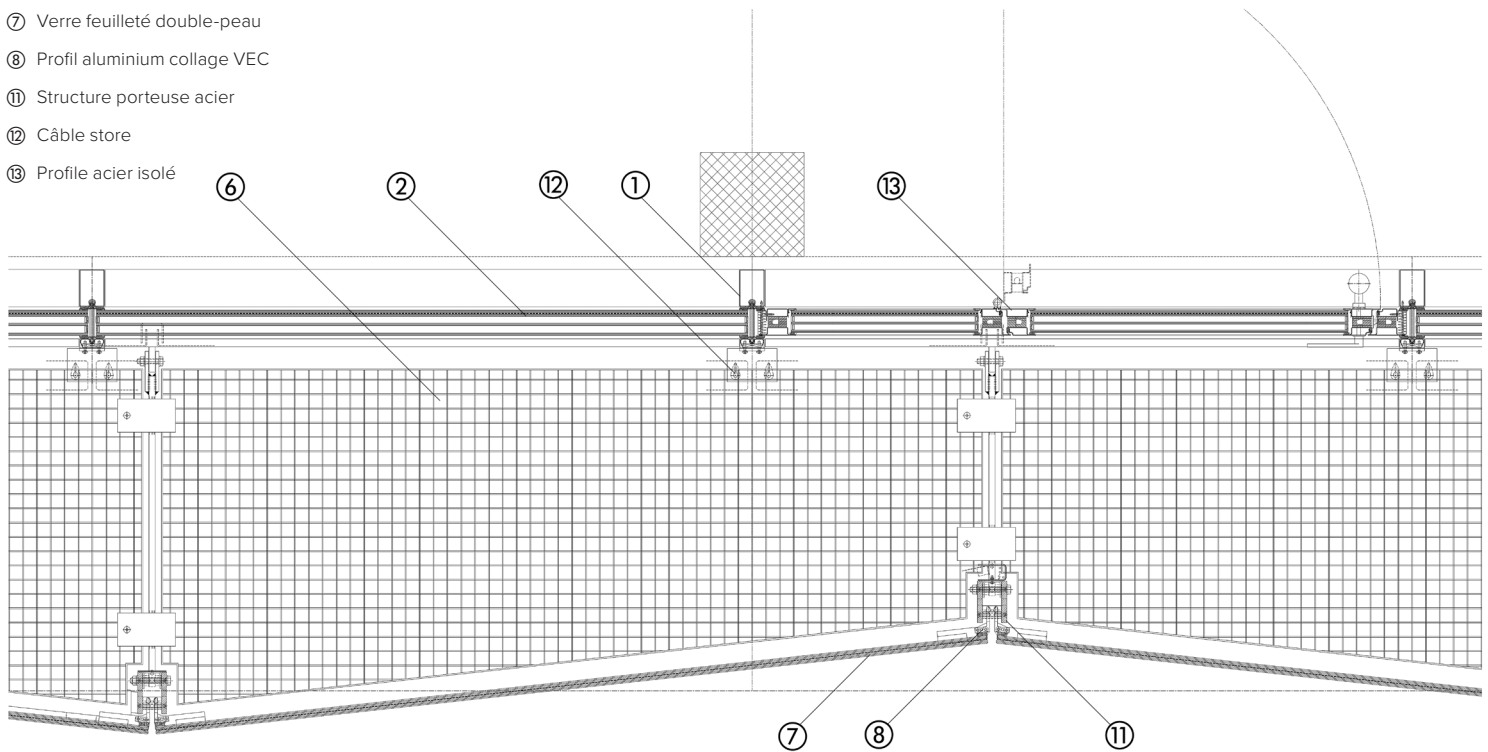 ⑦ Verre feuilleté double-peau
⑧ Profil aluminium collage VEC
⑪ Structure porteuse acier
⑫ Câble store
⑬ Profile acier isolé
⑥ ② ⑫ ① ⑬
⑦ ⑧ ⑪